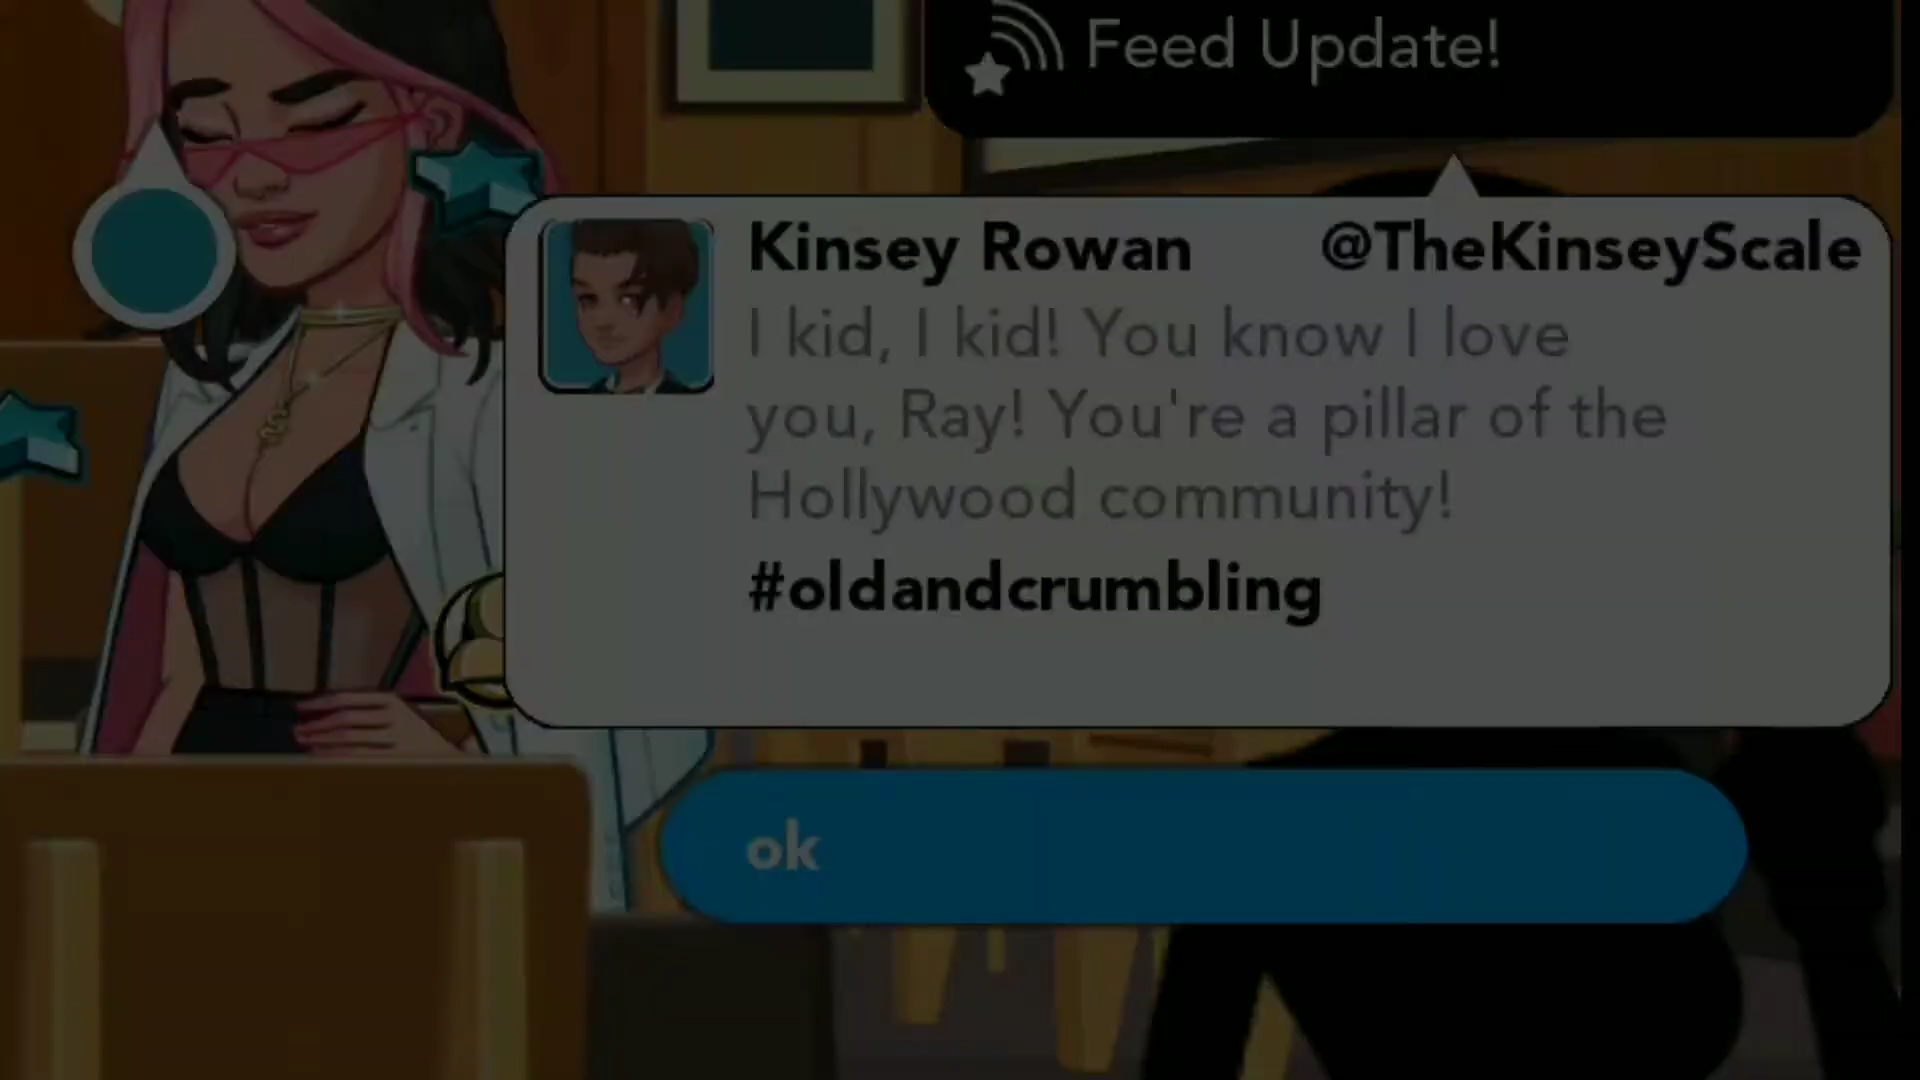 Feed Update!
Kinsey Rowan @TheKinseyScale
I kid, I kid! You know I love
you, Ray! You're a pillar of the
Hollywood community!
#oldandcrumbling
ok